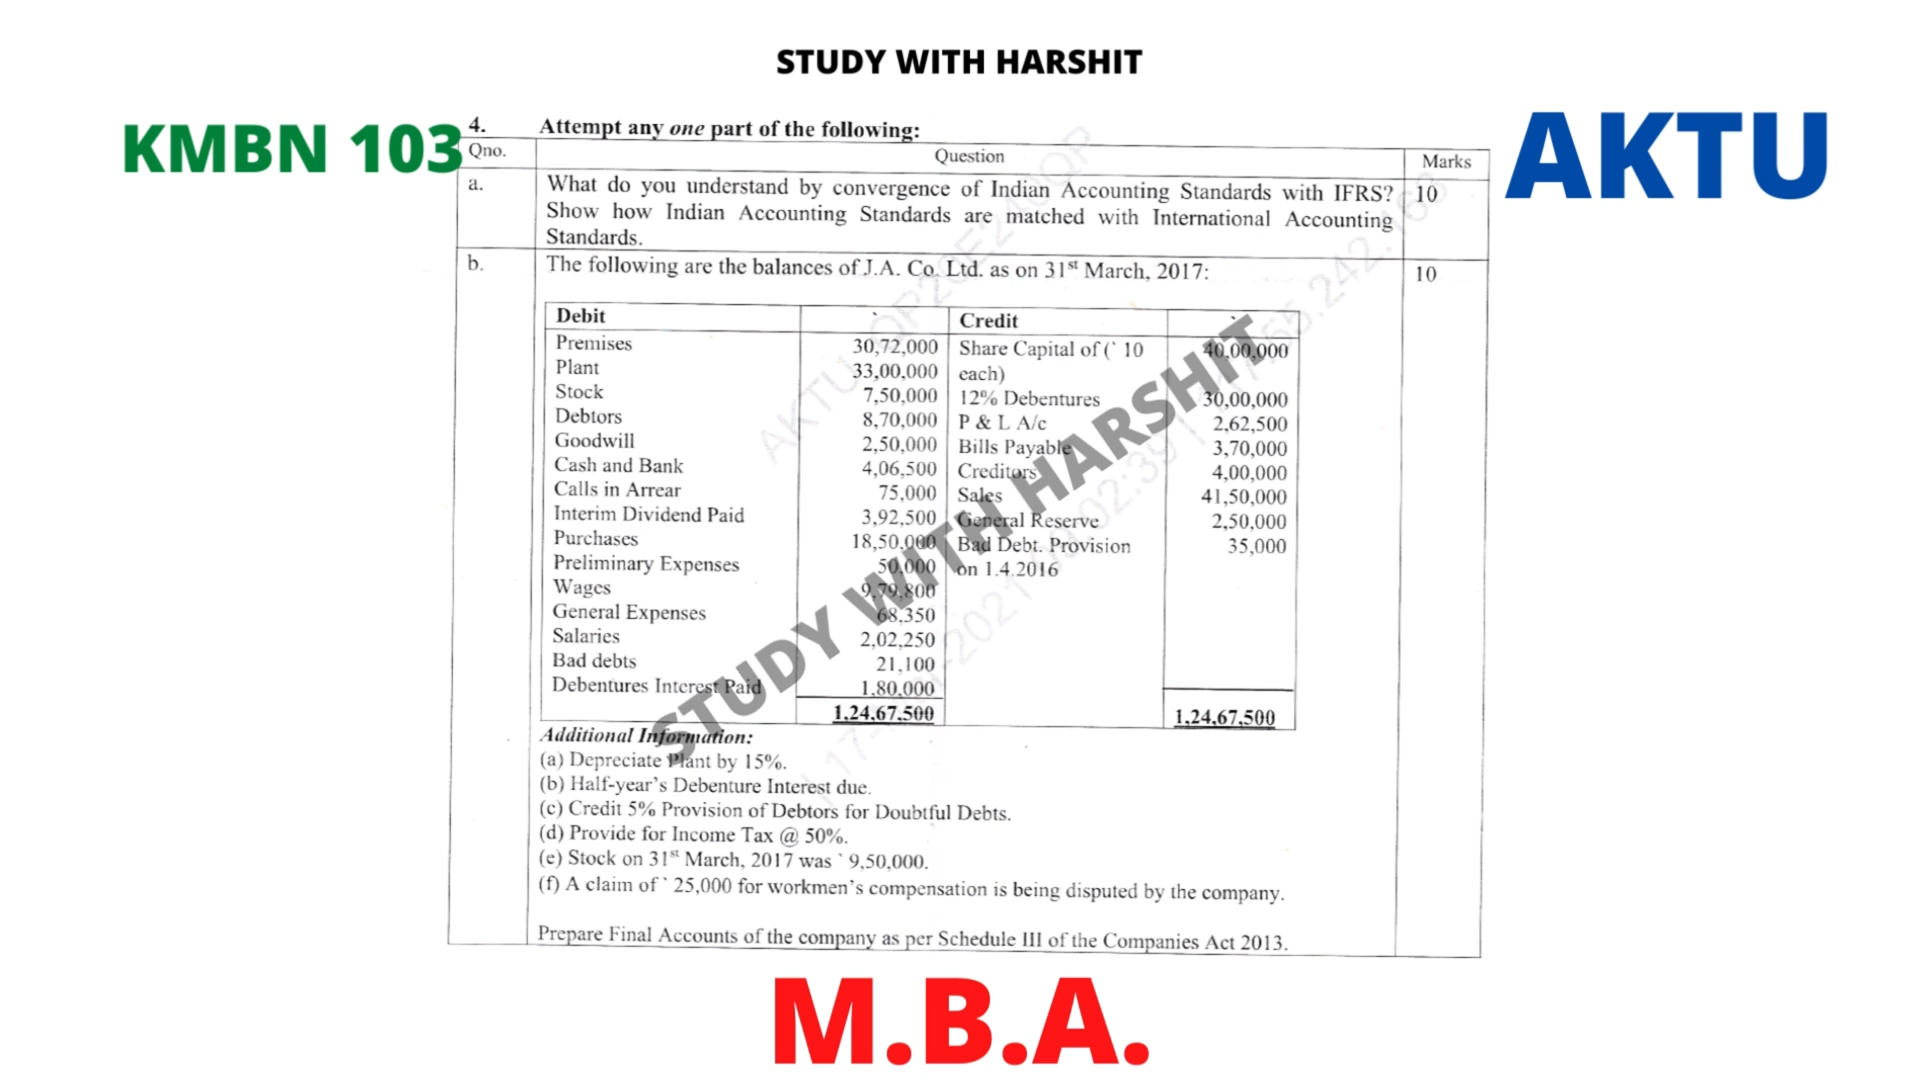 STUDY WITH HARSHIT
KMBN 103
AKTU
4. Attempt any one part of the following:
Qno. Question Marks
a. What do you understand by convergence of Indian Accounting Standards with IFRS? 10
Show how Indian Accounting Standards are matched with International Accounting
Standards.
b. The following are the balances of J.A. Co. Ltd. as on 31st March, 2017: 10
Debit ` Credit `
Premises 30,72,000 Share Capital of (` 10 40,00,000
Plant 33,00,000 each)
Stock 7,50,000 12% Debentures 30,00,000
Debtors 8,70,000 P & L A/c 2,62,500
Goodwill 2,50,000 Bills Payable 3,70,000
Cash and Bank 4,06,500 Creditors 4,00,000
Calls in Arrear 75,000 Sales 41,50,000
Interim Dividend Paid 3,92,500 General Reserve 2,50,000
Purchases 18,50,000 Bad Debt. Provision 35,000
Preliminary Expenses 50,000 on 1.4.2016
Wages 9,79,800
General Expenses 68,350
Salaries 2,02,250
Bad debts 21,100
Debentures Interest Paid 1,80,000
1,24,67,500 1,24,67,500
STUDY WITH HARSHIT
Additional Information:
(a) Depreciate Plant by 15%.
(b) Half-year's Debenture Interest due.
(c) Credit 5% Provision of Debtors for Doubtful Debts.
(d) Provide for Income Tax @ 50%.
(e) Stock on 31st March, 2017 was ` 9,50,000.
(f) A claim of ` 25,000 for workmen's compensation is being disputed by the company.
Prepare Final Accounts of the company as per Schedule III of the Companies Act 2013.
M.B.A.